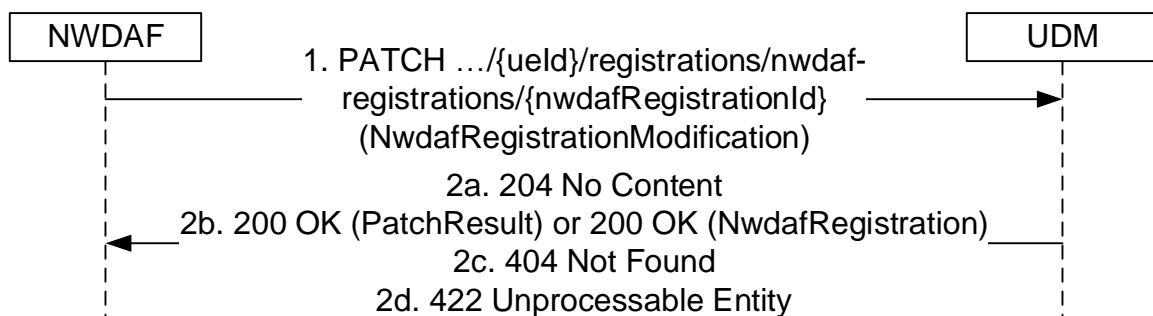 NWDAF
UDM
1. PATCH …/{ueId}/registrations/nwdaf-
registrations/{nwdafRegistrationId}
(NwdafRegistrationModification)
2a. 204 No Content
2b. 200 OK (PatchResult) or 200 OK (NwdafRegistration)
2c. 404 Not Found
2d. 422 Unprocessable Entity